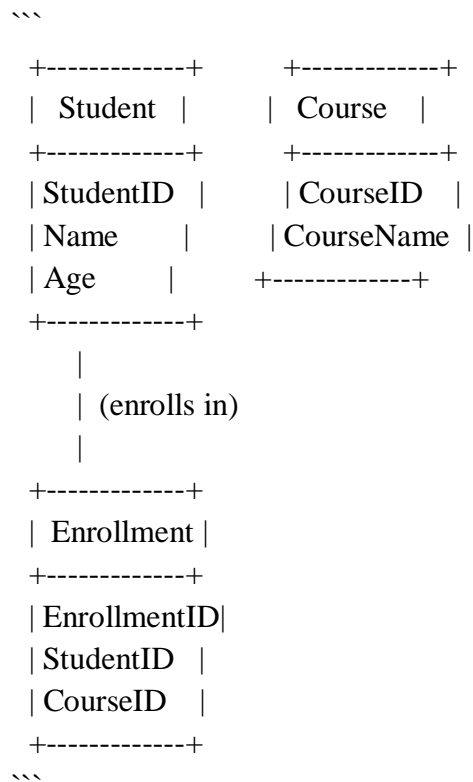 ```
+-------------+ +-------------+
| Student | | Course |
+-------------+ +-------------+
| StudentID | | CourseID |
| Name | | CourseName |
| Age | +-------------+
+-------------+
|
| (enrolls in)
|
+-------------+
| Enrollment |
+-------------+
| EnrollmentID|
| StudentID |
| CourseID |
+-------------+
```